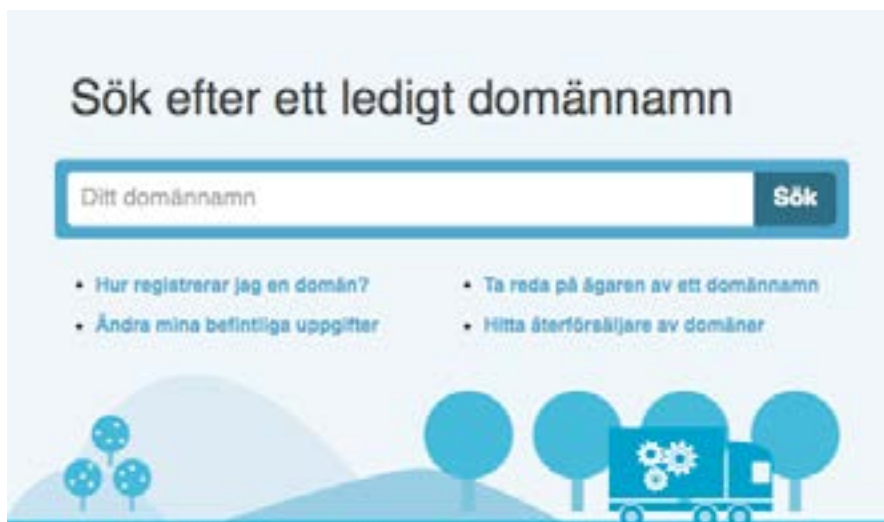 Sök efter ett ledigt domännamn
Ditt domännamn
Sök
Hur registrerar jag en domän?
Ändra mina befintliga uppgifter
Ta reda på ägaren av ett domännamn
Hitta återförsäljare av domäner